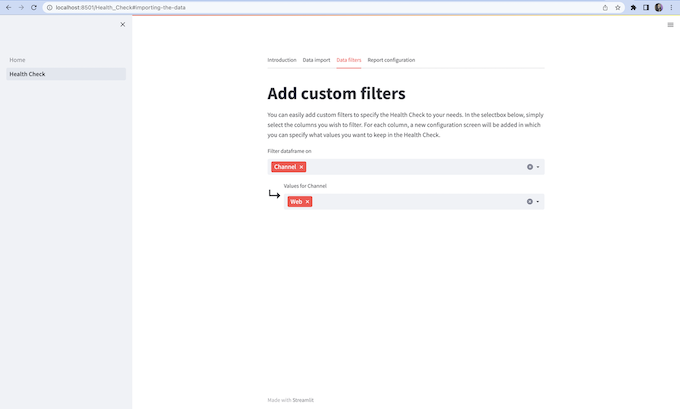 localhost:8501/Health_Check#importing-the-data
Home
Health Check
Introduction Data import Data filters Report configuration
Add custom filters
You can easily add custom filters to specify the Health Check to your needs. In the selectbox below, simply
select the columns you wish to filter. For each column, a new configuration screen will be added in which
you can specify what values you want to keep in the Health Check.
Filter dataframe on
Channel
Values for Channel
Web
Made with Streamlit